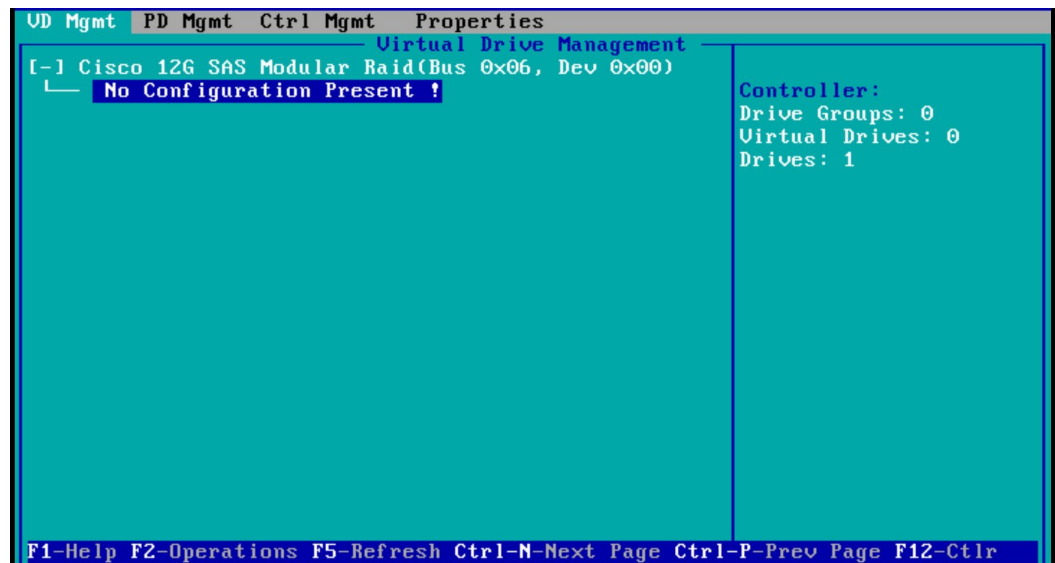 VD Mgmt PD Mgmt Ctrl Mgmt Properties
Virtual Drive Management
[-] Cisco 12G SAS Modular Raid(Bus 0x06, Dev 0x00)
No Configuration Present !
Controller:
Drive Groups: 0
Virtual Drives: 0
Drives: 1
F1-Help F2-Operations F5-Refresh Ctrl-N-Next Page Ctrl-P-Prev Page F12-Ctlr